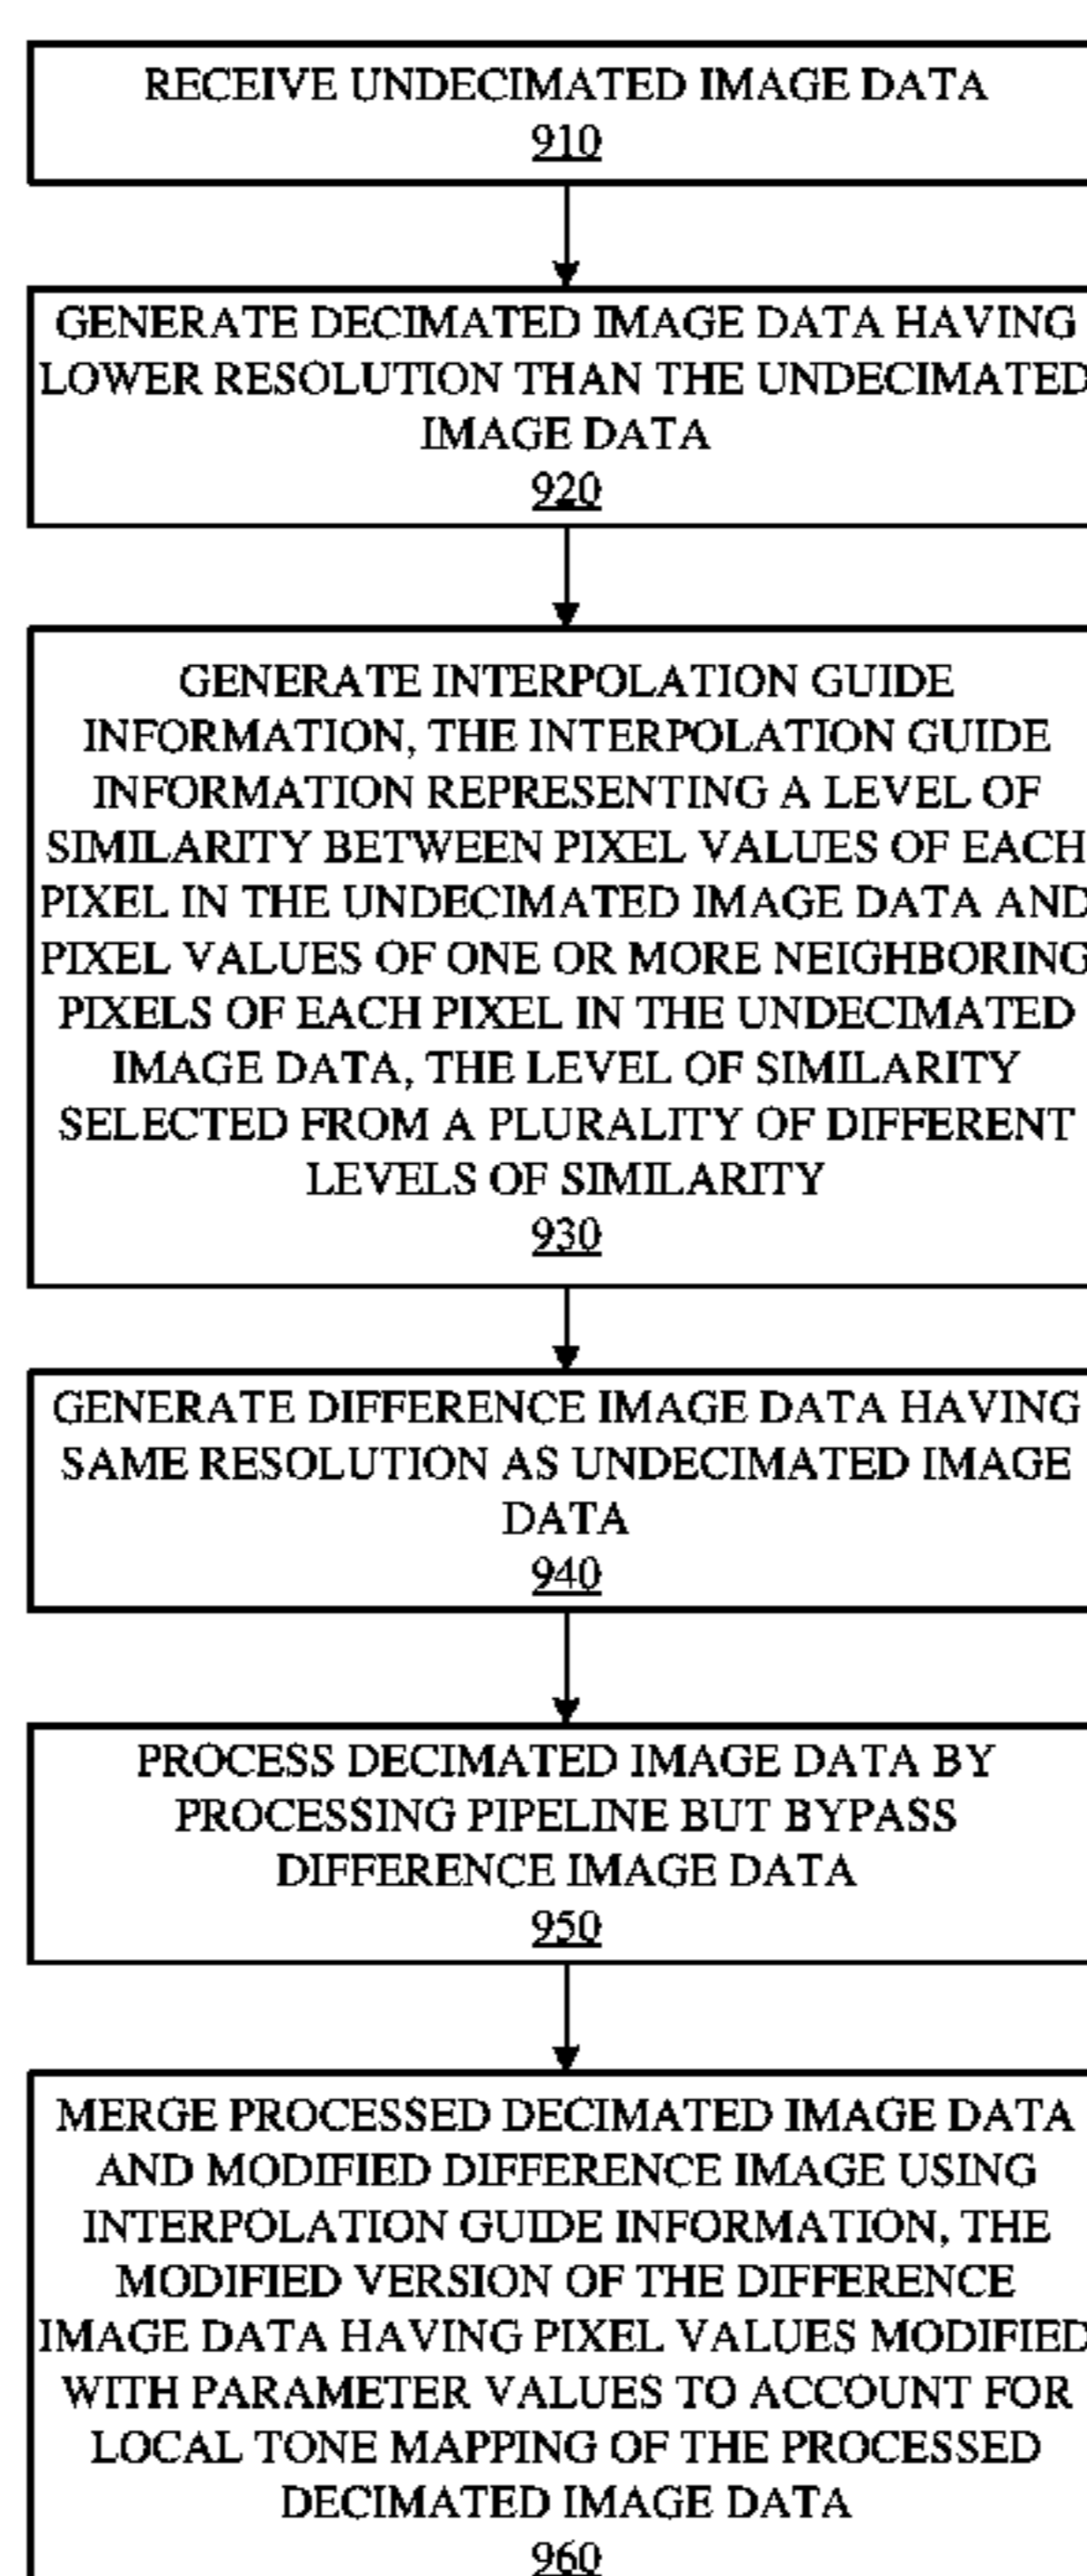 RECEIVE UNDECIMATED IMAGE DATA
910
GENERATE DECIMATED IMAGE DATA HAVING
LOWER RESOLUTION THAN THE UNDECIMATED
IMAGE DATA
920
GENERATE INTERPOLATION GUIDE
INFORMATION, THE INTERPOLATION GUIDE
INFORMATION REPRESENTING A LEVEL OF
SIMILARITY BETWEEN PIXEL VALUES OF EACH
PIXEL IN THE UNDECIMATED IMAGE DATA AND
PIXEL VALUES OF ONE OR MORE NEIGHBORING
PIXELS OF EACH PIXEL IN THE UNDECIMATED
IMAGE DATA, THE LEVEL OF SIMILARITY
SELECTED FROM A PLURALITY OF DIFFERENT
LEVELS OF SIMILARITY
930
GENERATE DIFFERENCE IMAGE DATA HAVING
SAME RESOLUTION AS UNDECIMATED IMAGE
DATA
940
PROCESS DECIMATED IMAGE DATA BY
PROCESSING PIPELINE BUT BYPASS
DIFFERENCE IMAGE DATA
950
MERGE PROCESSED DECIMATED IMAGE DATA
AND MODIFIED DIFFERENCE IMAGE USING
INTERPOLATION GUIDE INFORMATION, THE
MODIFIED VERSION OF THE DIFFERENCE
IMAGE DATA HAVING PIXEL VALUES MODIFIED
WITH PARAMETER VALUES TO ACCOUNT FOR
LOCAL TONE MAPPING OF THE PROCESSED
DECIMATED IMAGE DATA
960